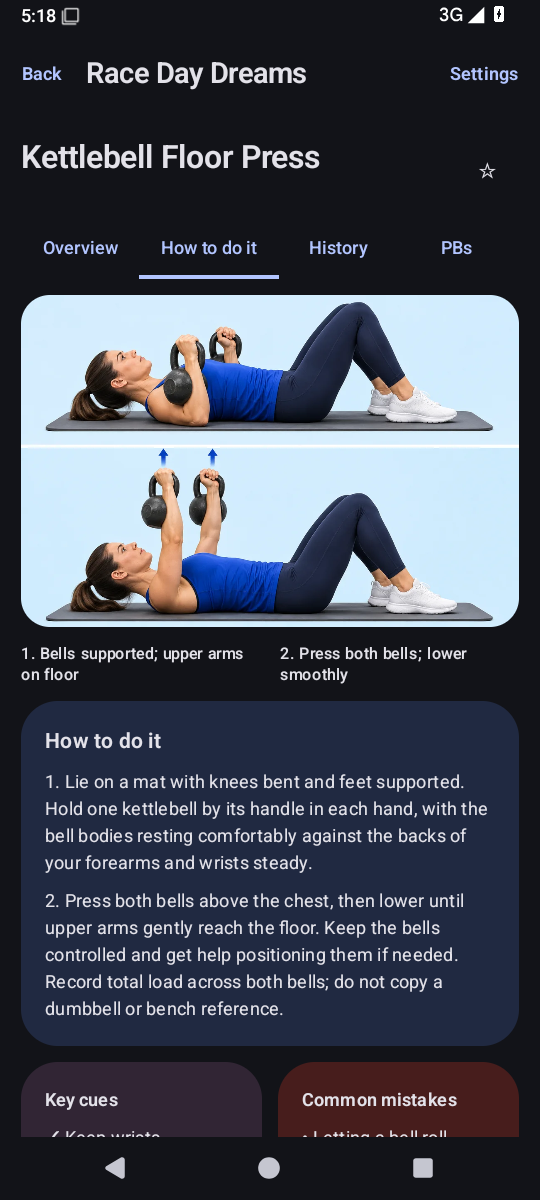 5:18
3G
Back
Race Day Dreams
Settings
Kettlebell Floor Press
☆
Overview
How to do it
History
PBs
1. Bells supported; upper arms
on floor
2. Press both bells; lower
smoothly
How to do it
1. Lie on a mat with knees bent and feet supported.
Hold one kettlebell by its handle in each hand, with the
bell bodies resting comfortably against the backs of
your forearms and wrists steady.
2. Press both bells above the chest, then lower until
upper arms gently reach the floor. Keep the bells
controlled and get help positioning them if needed.
Record total load across both bells; do not copy a
dumbbell or bench reference.
Key cues
✓ Keep wrists
Common mistakes
• Letting a bell roll